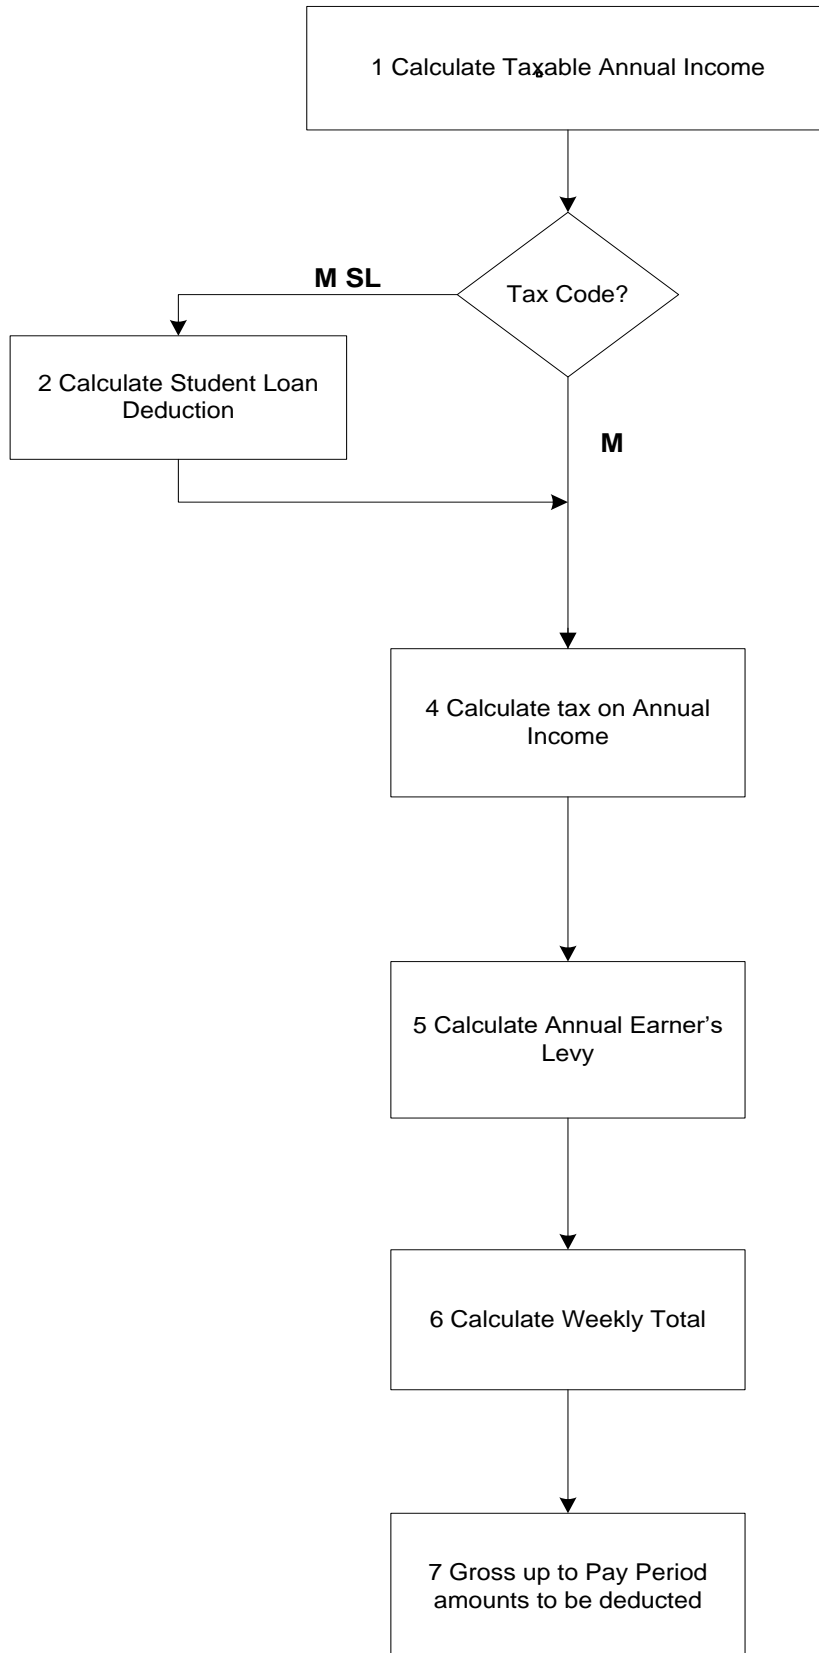 1 Calculate Taxable Annual Income
Tax Code?
M SL
2 Calculate Student Loan
Deduction
M
4 Calculate tax on Annual
Income
5 Calculate Annual Earner’s
Levy
6 Calculate Weekly Total
7 Gross up to Pay Period
amounts to be deducted